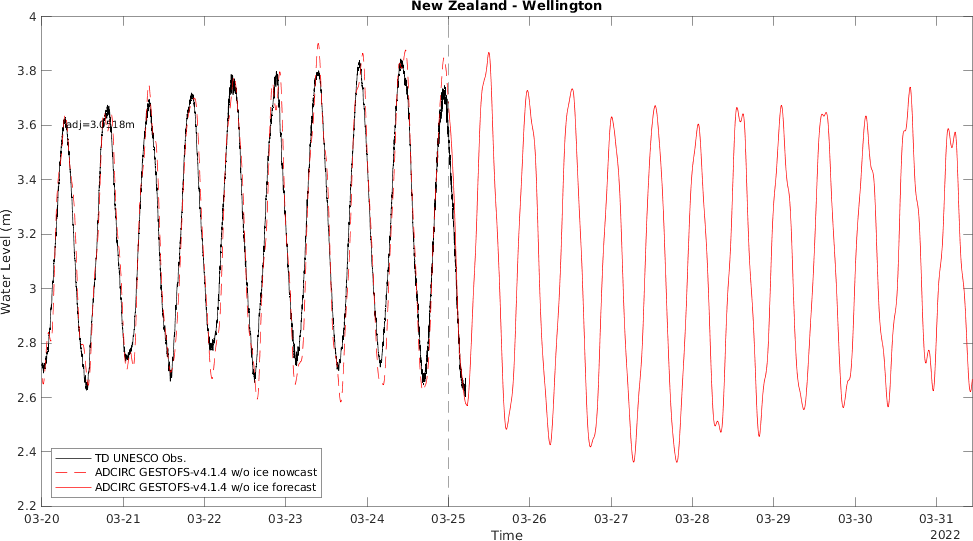 New Zealand - Wellington
4
3.8
3.6
3.4
3.2
3
2.8
2.6
2.4
2.2
Water Level (m)
adj=3.0518m
TD UNESCO Obs.
ADCIRC GESTOFS-v4.1.4 w/o ice nowcast
ADCIRC GESTOFS-v4.1.4 w/o ice forecast
03-20 03-21 03-22 03-23 03-24 03-25 03-26 03-27 03-28 03-29 03-30 03-31
Time
2022